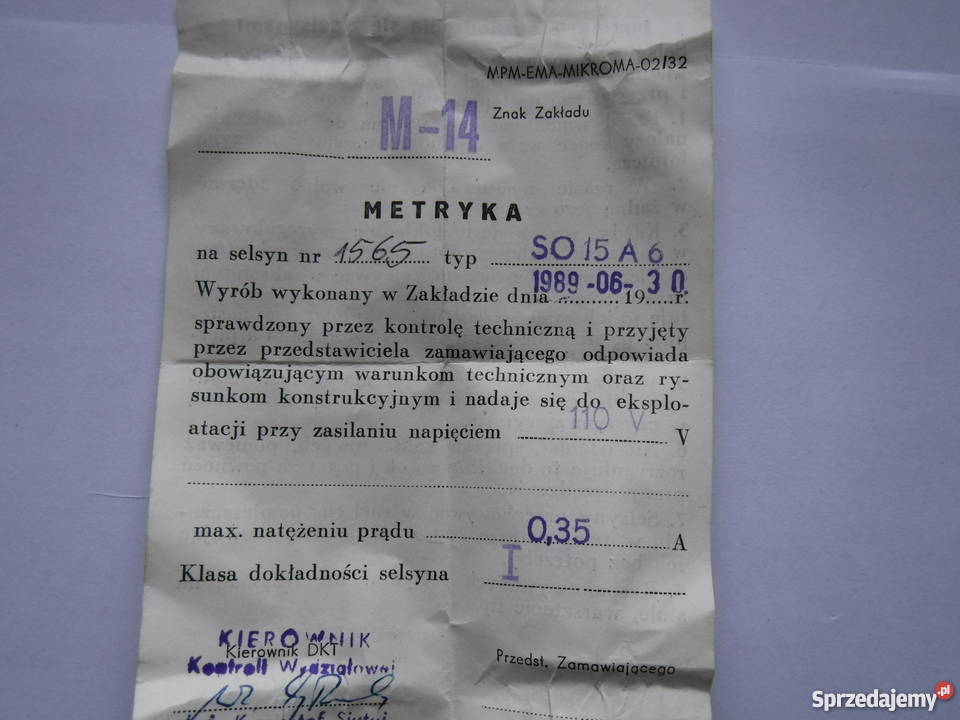 MPM-EMA-MIKROMA-02/32
M-14 Znak Zakładu
METRYKA
na selsyn nr 1565 typ SO 15 A 6
1989 -06- 30
Wyrób wykonany w Zakładzie dnia 19 r.
sprawdzony przez kontrolę techniczną i przyjęty
przez przedstawiciela zamawiającego odpowiada
obowiązującym warunkom technicznym oraz ry-
sunkom konstrukcyjnym i nadaje się do eksplo-
atacji przy zasilaniu napięciem 110 V V
max. natężeniu prądu 0,35 A
Klasa dokładności selsyna I
KIEROWNIK
Kierownik DKT
Kontroli Wydziałowej
Przedst. Zamawiającego
Sprzedajemy.pl